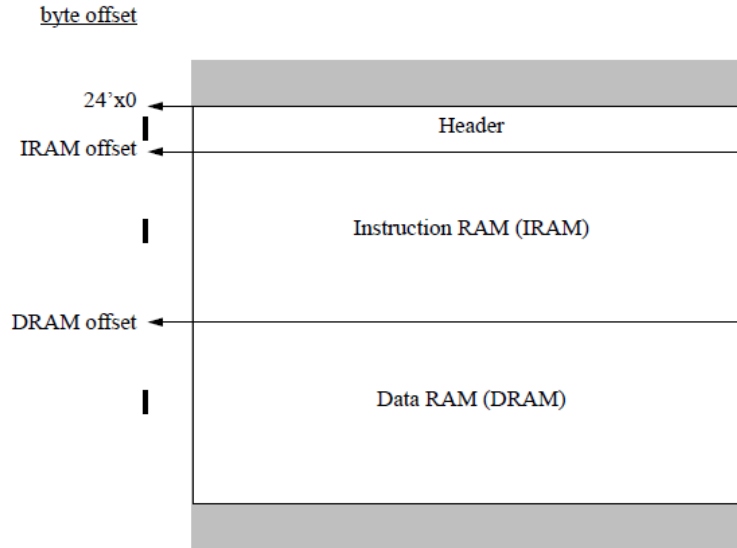 byte offset
24’x0
Header
IRAM offset
Instruction RAM (IRAM)
DRAM offset
Data RAM (DRAM)